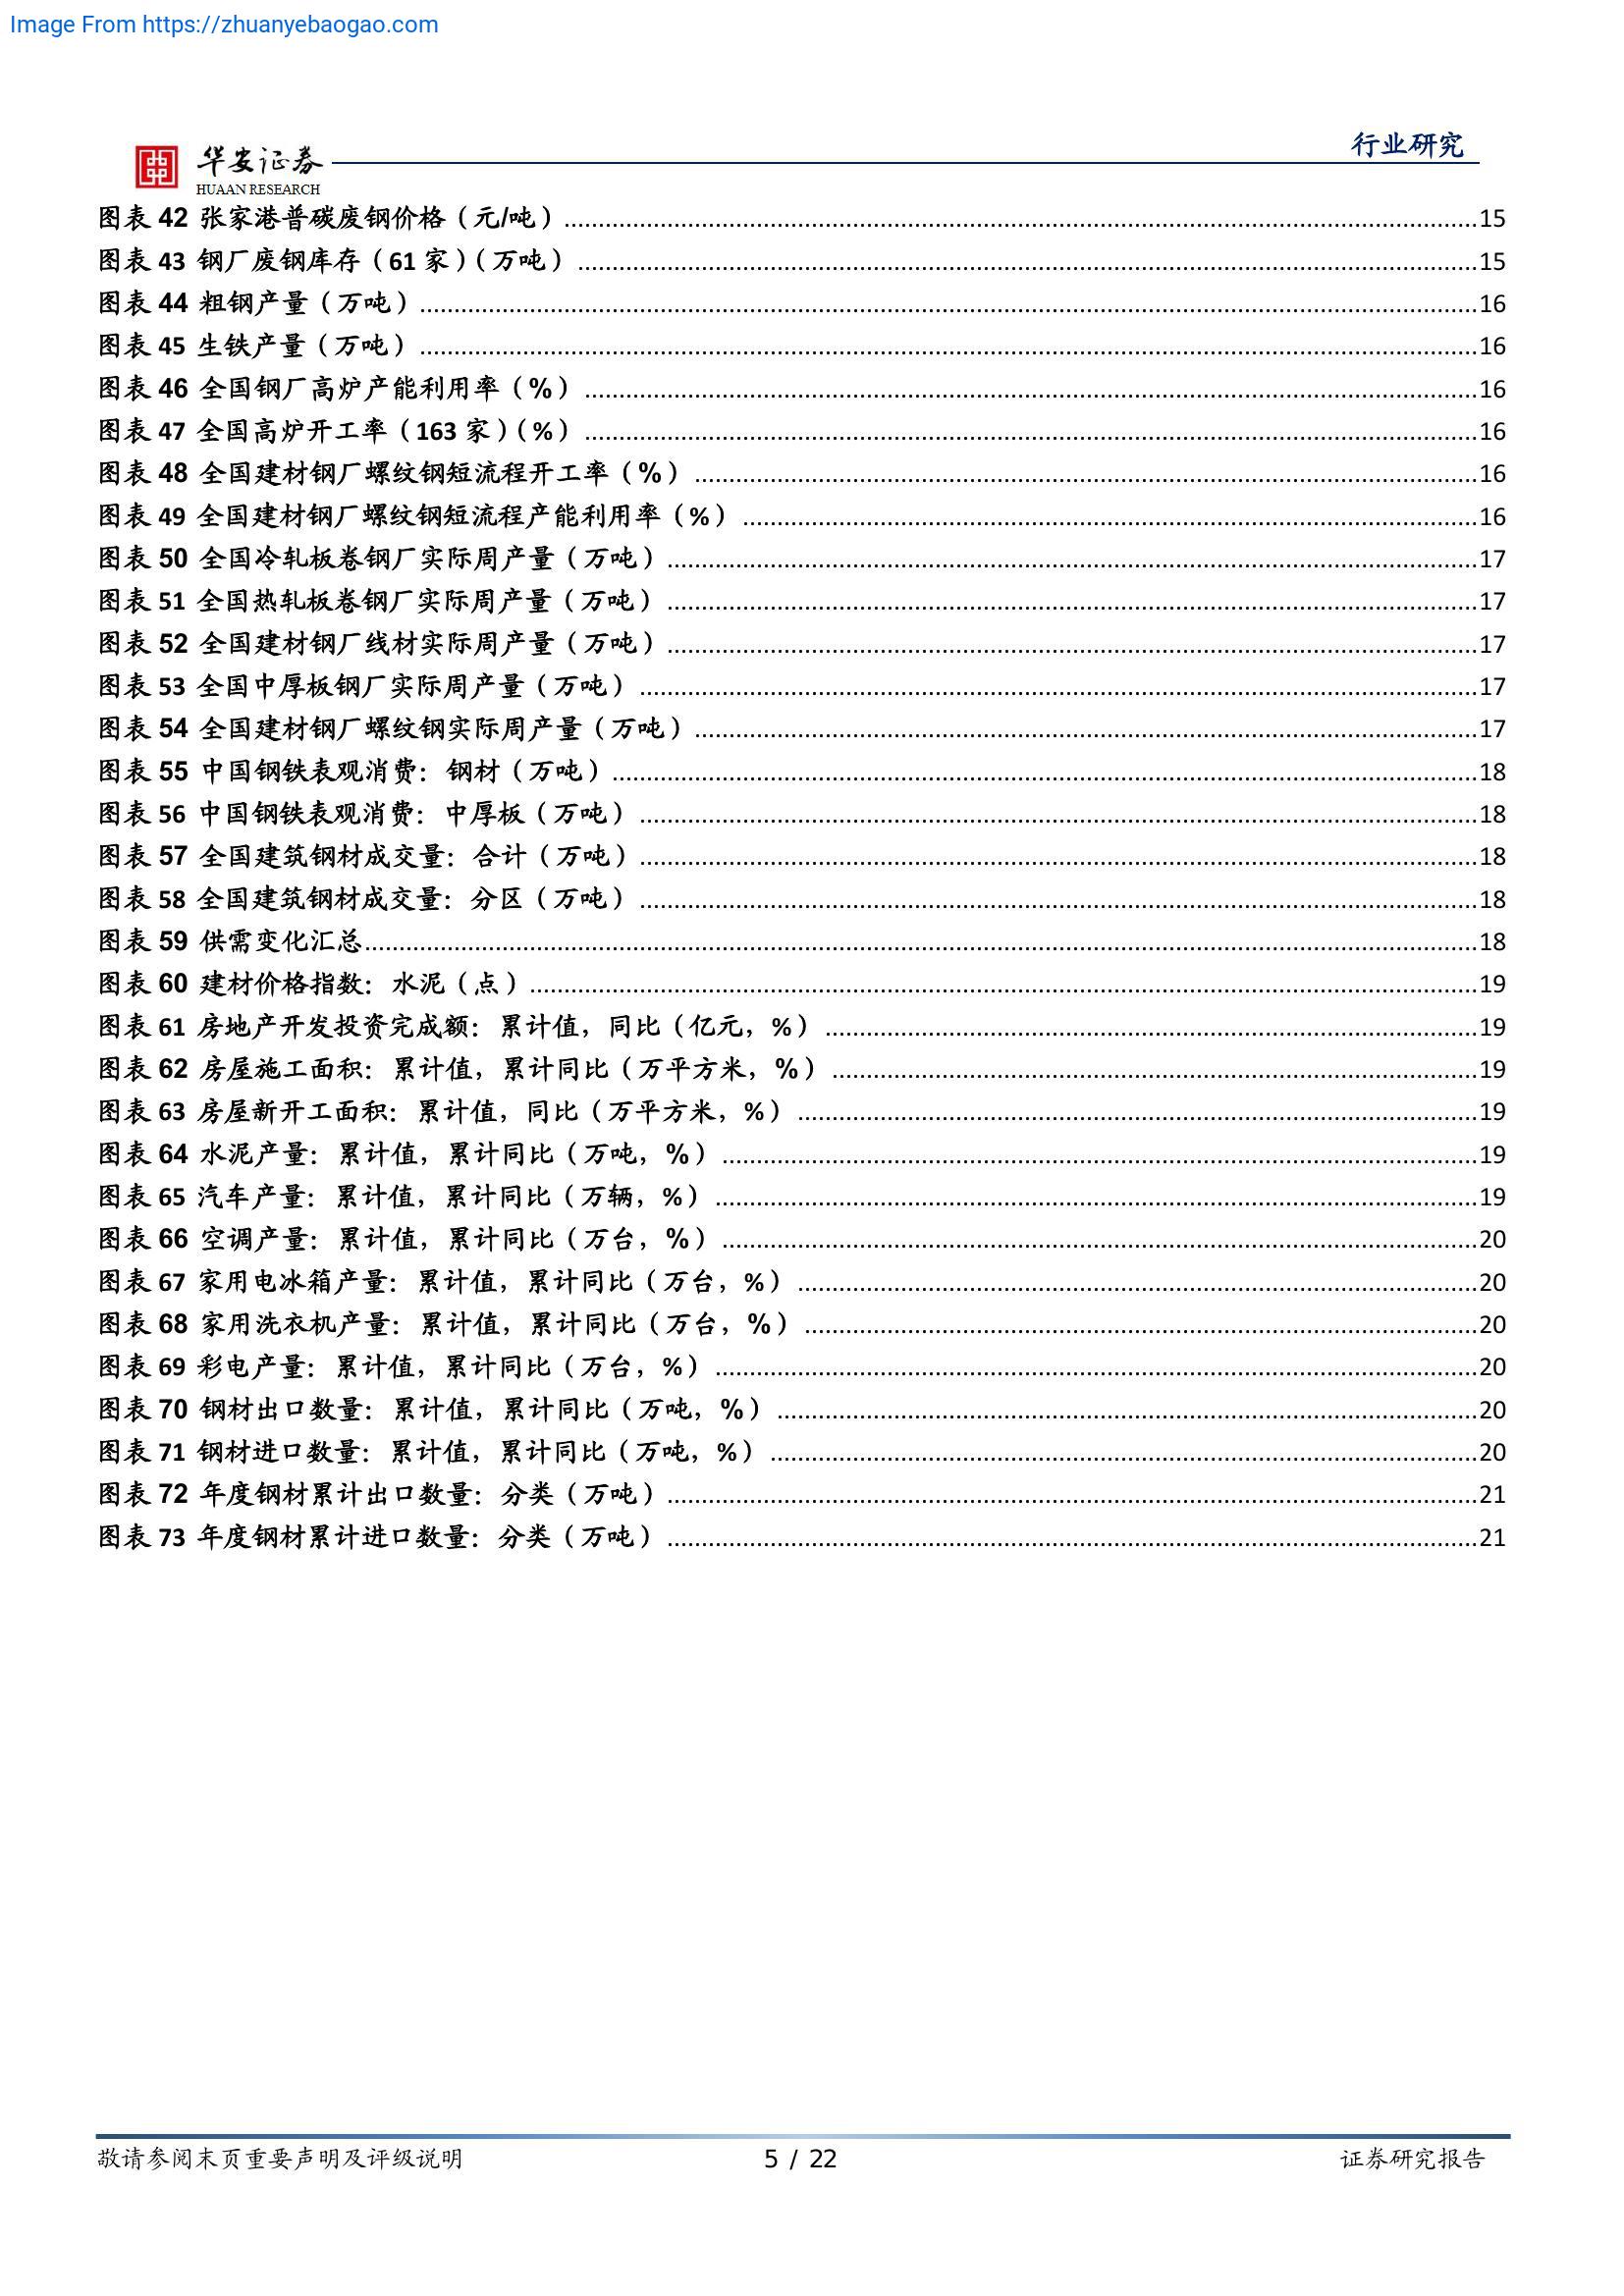 Image From https://zhuanyebaogao.com
行业研究
华安证券
HUAAN RESEARCH
图表 42 张家港普碳废钢价格（元/吨）......15
图表 43 钢厂废钢库存（61 家）（万吨）......15
图表 44 粗钢产量（万吨）......16
图表 45 生铁产量（万吨）......16
图表 46 全国钢厂高炉产能利用率（%）......16
图表 47 全国高炉开工率（163 家）（%）......16
图表 48 全国建材钢厂螺纹钢短流程开工率（%）......16
图表 49 全国建材钢厂螺纹钢短流程产能利用率（%）......16
图表 50 全国冷轧板卷钢厂实际周产量（万吨）......17
图表 51 全国热轧板卷钢厂实际周产量（万吨）......17
图表 52 全国建材钢厂线材实际周产量（万吨）......17
图表 53 全国中厚板钢厂实际周产量（万吨）......17
图表 54 全国建材钢厂螺纹钢实际周产量（万吨）......17
图表 55 中国钢铁表观消费：钢材（万吨）......18
图表 56 中国钢铁表观消费：中厚板（万吨）......18
图表 57 全国建筑钢材成交量：合计（万吨）......18
图表 58 全国建筑钢材成交量：分区（万吨）......18
图表 59 供需变化汇总......18
图表 60 建材价格指数：水泥（点）......19
图表 61 房地产开发投资完成额：累计值，同比（亿元，%）......19
图表 62 房屋施工面积：累计值，累计同比（万平方米，%）......19
图表 63 房屋新开工面积：累计值，同比（万平方米，%）......19
图表 64 水泥产量：累计值，累计同比（万吨，%）......19
图表 65 汽车产量：累计值，累计同比（万辆，%）......19
图表 66 空调产量：累计值，累计同比（万台，%）......20
图表 67 家用电冰箱产量：累计值，累计同比（万台，%）......20
图表 68 家用洗衣机产量：累计值，累计同比（万台，%）......20
图表 69 彩电产量：累计值，累计同比（万台，%）......20
图表 70 钢材出口数量：累计值，累计同比（万吨，%）......20
图表 71 钢材进口数量：累计值，累计同比（万吨，%）......20
图表 72 年度钢材累计出口数量：分类（万吨）......21
图表 73 年度钢材累计进口数量：分类（万吨）......21
敬请参阅末页重要声明及评级说明
5 / 22
证券研究报告